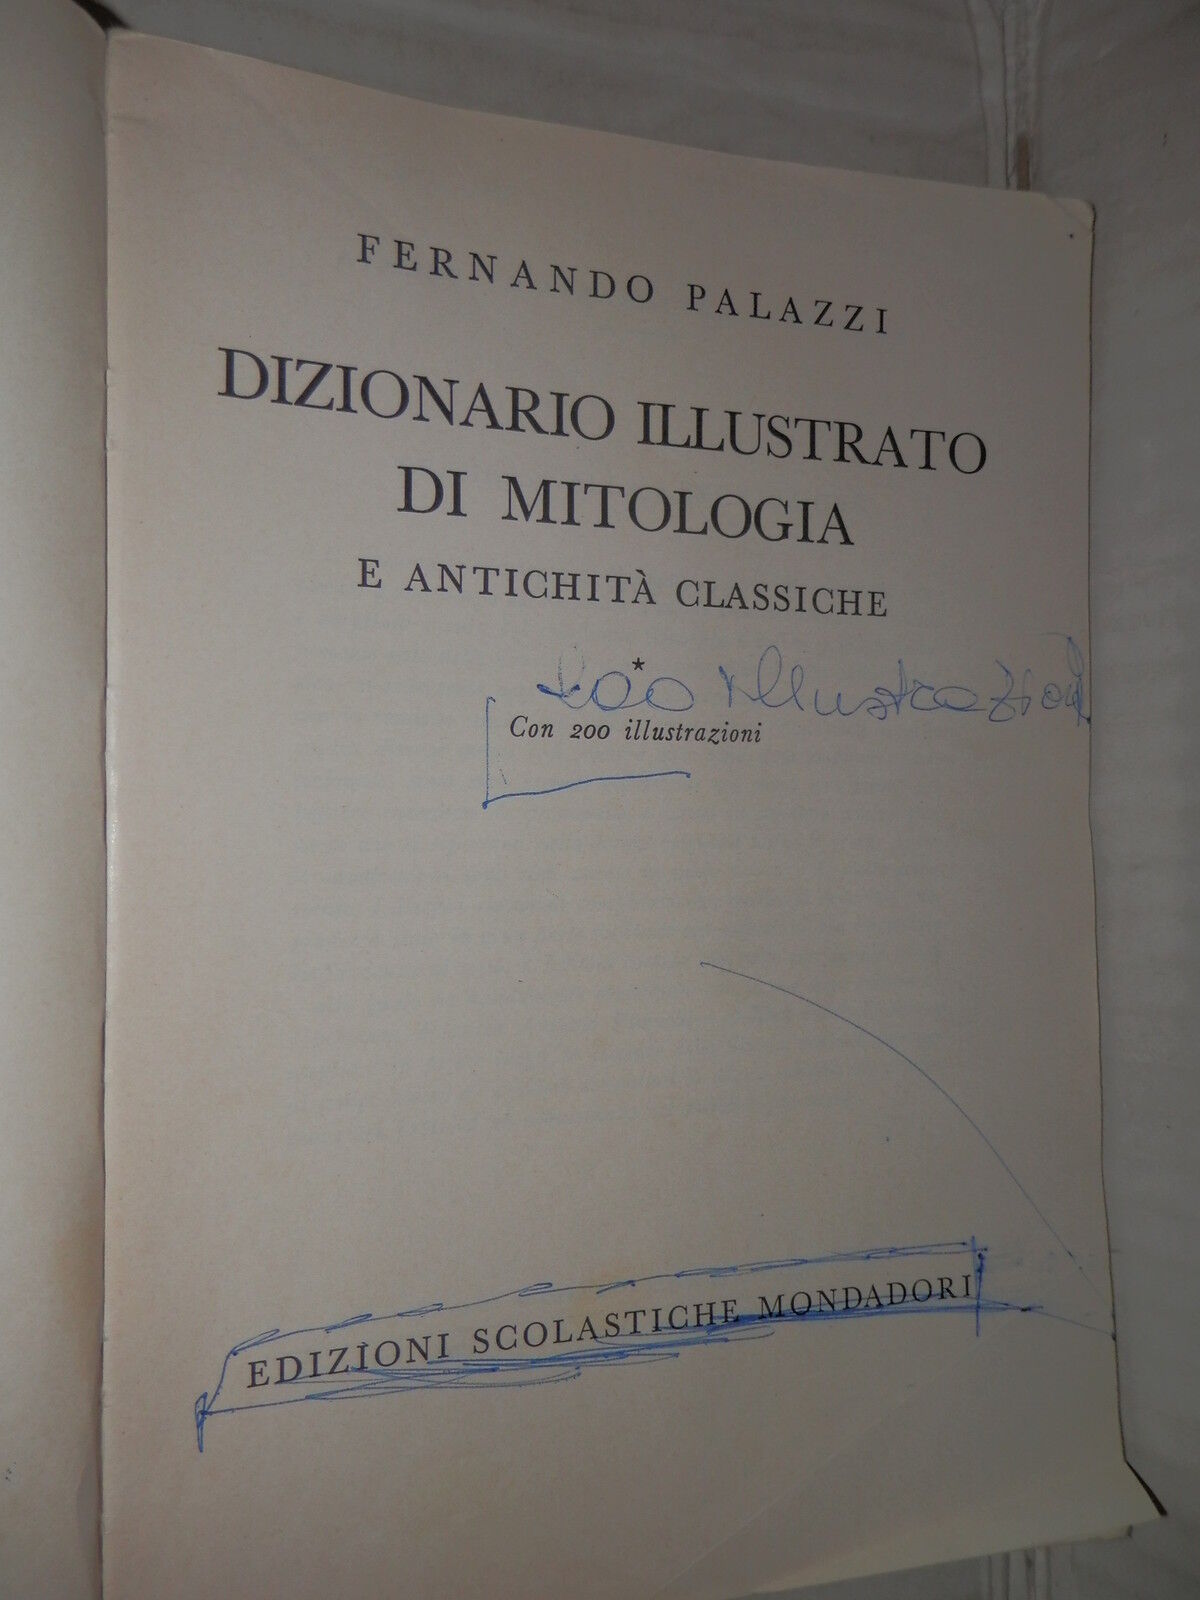 FERNANDO PALAZZI
DIZIONARIO ILLUSTRATO
DI MITOLOGIA
E ANTICHITÀ CLASSICHE
*
200 illustrazioni
Con 200 illustrazioni
EDIZIONI SCOLASTICHE MONDADORI